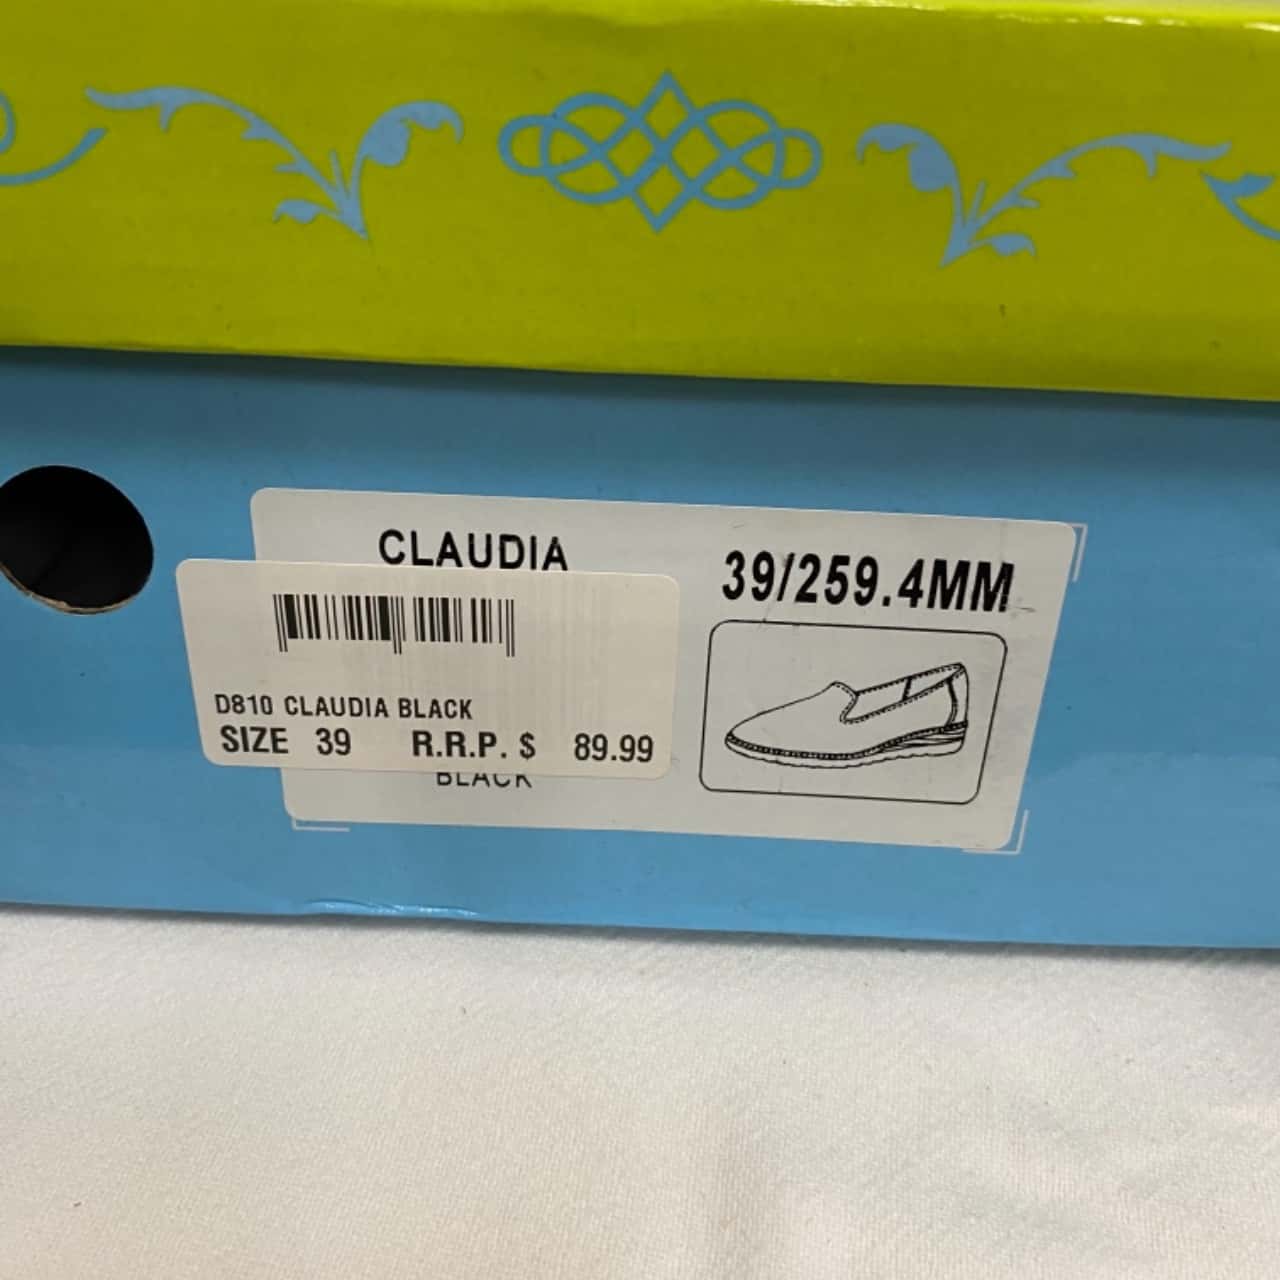 CLAUDIA
39/259.4MM
D810 CLAUDIA BLACK
SIZE 39 R.R.P. $ 89.99
BLACK